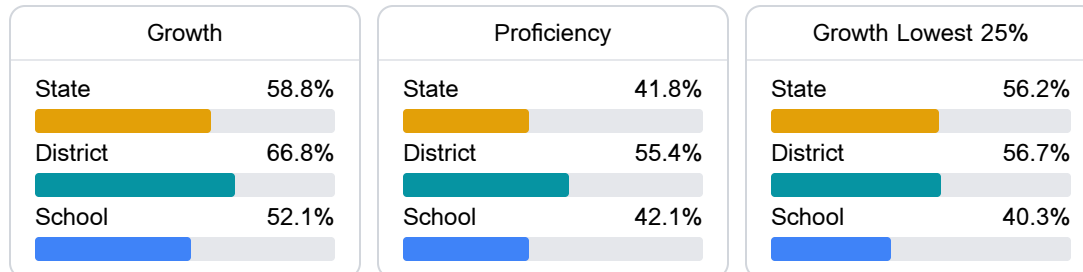 Growth
State 58.8%
District 66.8%
School 52.1%
Proficiency
State 41.8%
District 55.4%
School 42.1%
Growth Lowest 25%
State 56.2%
District 56.7%
School 40.3%